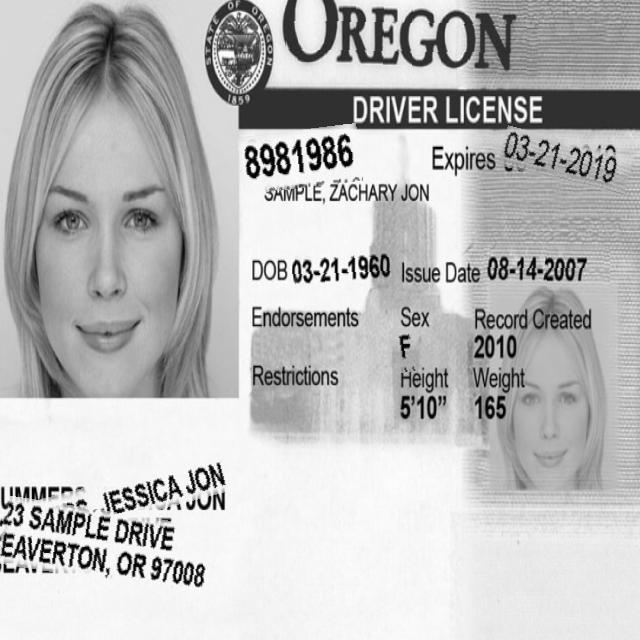 STATE OF OREGON
1859
OREGON
DRIVER LICENSE
8981986
Expires 03-21-2019
SAMPLE, ZACHARY JON
DOB 03-21-1960 Issue Date 08-14-2007
Endorsements Sex Record Created
F 2010
Restrictions Height Weight
5'10" 165
JESSICA JON
JON
23 SAMPLE DRIVE
EAVERTON, OR 97008